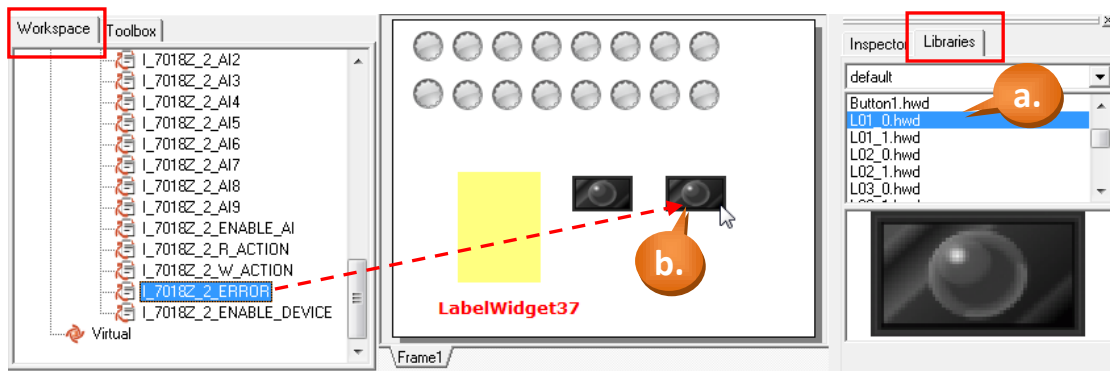 Workspace
Toolbox
I_7018Z_2_AI2
I_7018Z_2_AI3
I_7018Z_2_AI4
I_7018Z_2_AI5
I_7018Z_2_AI6
I_7018Z_2_AI7
I_7018Z_2_AI8
I_7018Z_2_AI9
I_7018Z_2_ENABLE_AI
I_7018Z_2_R_ACTION
I_7018Z_2_W_ACTION
I_7018Z_2_ERROR
I_7018Z_2_ENABLE_DEVICE
Virtual
b.
LabelWidget37
Frame1
Inspector
Libraries
default
a.
Button1.hwd
L01_0.hwd
L01_1.hwd
L02_0.hwd
L02_1.hwd
L03_0.hwd